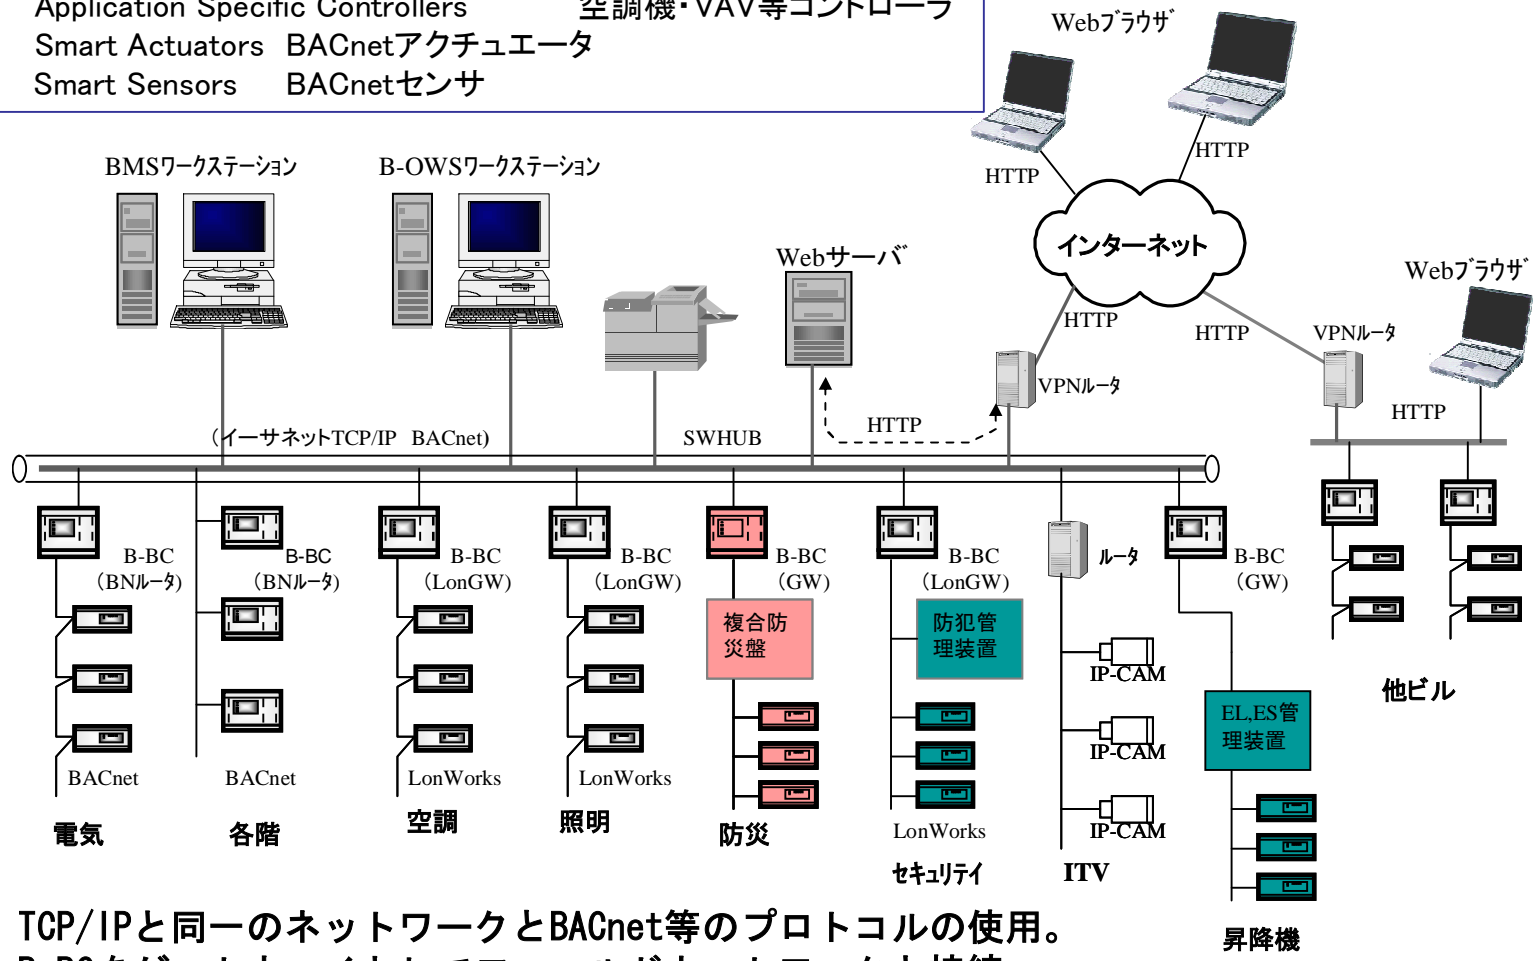 Application Specific Controllers 空調機・VAV等コントローラ
Smart Actuators BACnetアクチュエータ
Smart Sensors BACnetセンサ
Webブラウザ
HTTP
HTTP
インターネット
BMSワークステーション
B-OWSワークステーション
Webサーバ
Webブラウザ
HTTP
HTTP
VPNルータ
VPNルータ
HTTP
HTTP
(イーサネットTCP/IP BACnet)
SWHUB
B-BC
(BNルータ)
B-BC
(BNルータ)
B-BC
(LonGW)
B-BC
(LonGW)
B-BC
(GW)
B-BC
(LonGW)
ルータ
B-BC
(GW)
複合防
災盤
防犯管
理装置
IP-CAM
IP-CAM
IP-CAM
EL,ES管
理装置
他ビル
BACnet
BACnet
LonWorks
LonWorks
LonWorks
電気
各階
空調
照明
防災
セキュリテイ
ITV
昇降機
TCP/IPと同一のネットワークとBACnet等のプロトコルの使用。